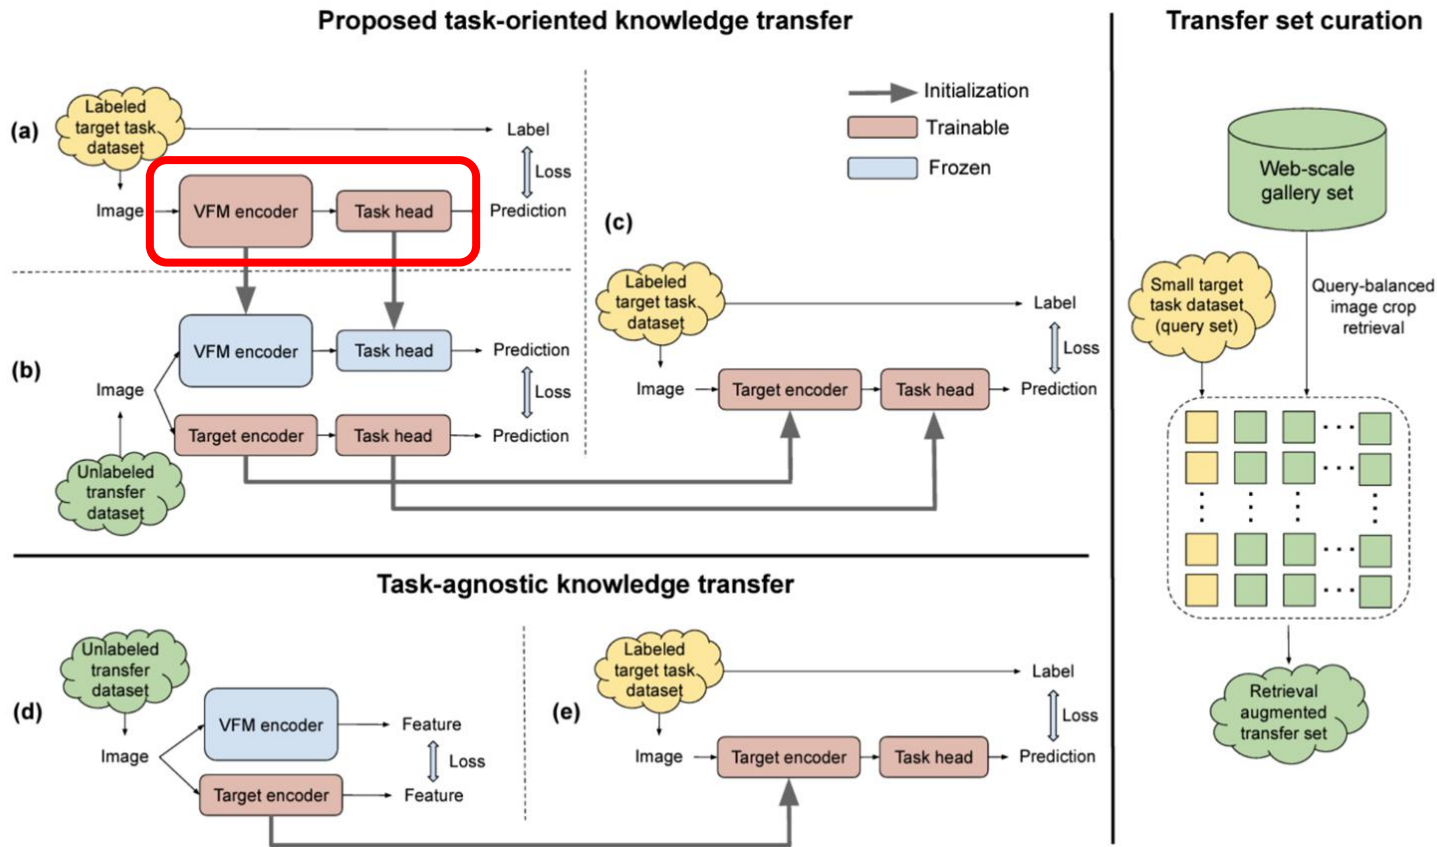 Proposed task-oriented knowledge transfer
Transfer set curation
(a)
Labeled
target task
dataset
Label
Loss
Image
VFM encoder
Task head
Prediction
Initialization
Trainable
Frozen
(b)
VFM encoder
Task head
Prediction
Image
Loss
Target encoder
Task head
Prediction
Unlabeled
transfer
dataset
(c)
Labeled
target task
dataset
Label
Loss
Image
Target encoder
Task head
Prediction
Task-agnostic knowledge transfer
(d)
Unlabeled
transfer
dataset
VFM encoder
Feature
Image
Loss
Target encoder
Feature
(e)
Labeled
target task
dataset
Label
Loss
Image
Target encoder
Task head
Prediction
Web-scale
gallery set
Small target
task dataset
(query set)
Query-balanced
image crop
retrieval
Retrieval
augmented
transfer set